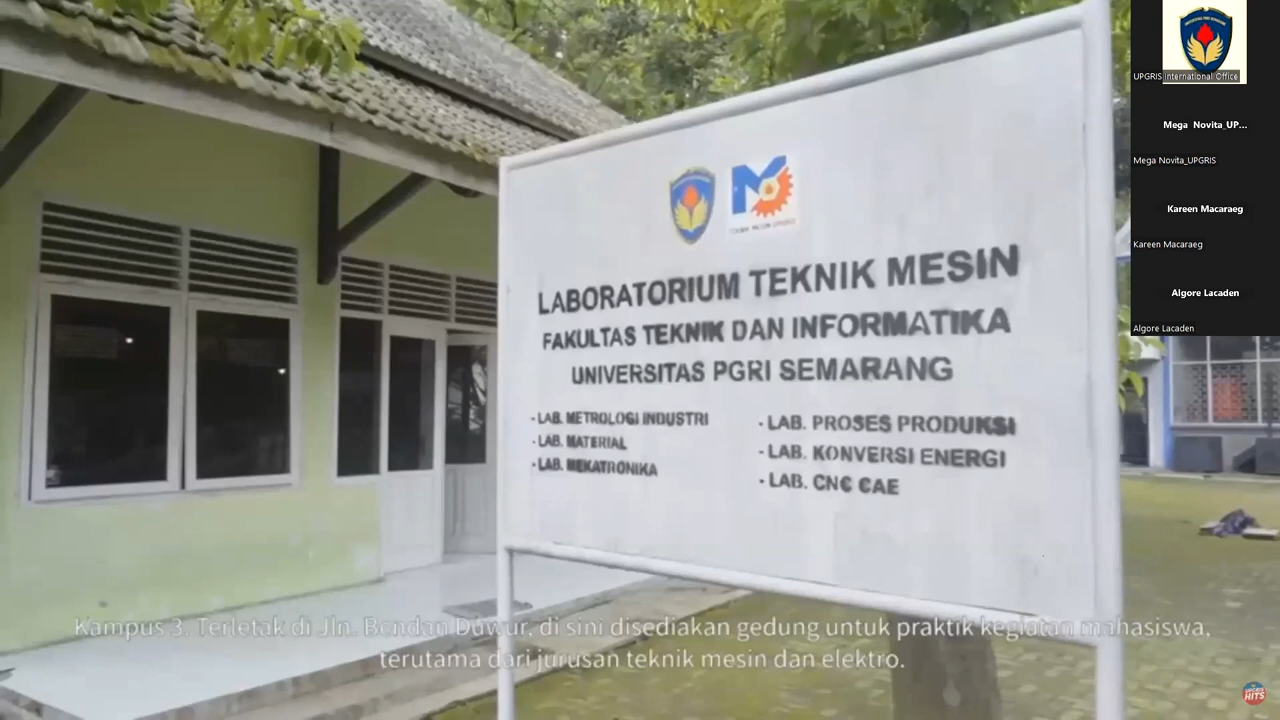 LABORATORIUM TEKNIK MESIN
FAKULTAS TEKNIK DAN INFORMATIKA
UNIVERSITAS PGRI SEMARANG
- LAB. METROLOGI INDUSTRI
- LAB. MATERIAL
- LAB. MEKATRONIKA
- LAB. PROSES PRODUKSI
- LAB. KONVERSI ENERGI
- LAB. CNC CAE
Kampus 3. Terletak di Jln. Bendan Duwur, di sini disediakan gedung untuk praktik kegiatan mahasiswa,
terutama dari jurusan teknik mesin dan elektro.
UPGRIS International Office
Mega Novita_UP...
Mega Novita_UPGRIS
Kareen Macaraeg
Kareen Macaraeg
Algore Lacaden
Algore Lacaden
UPGRIS
HITS